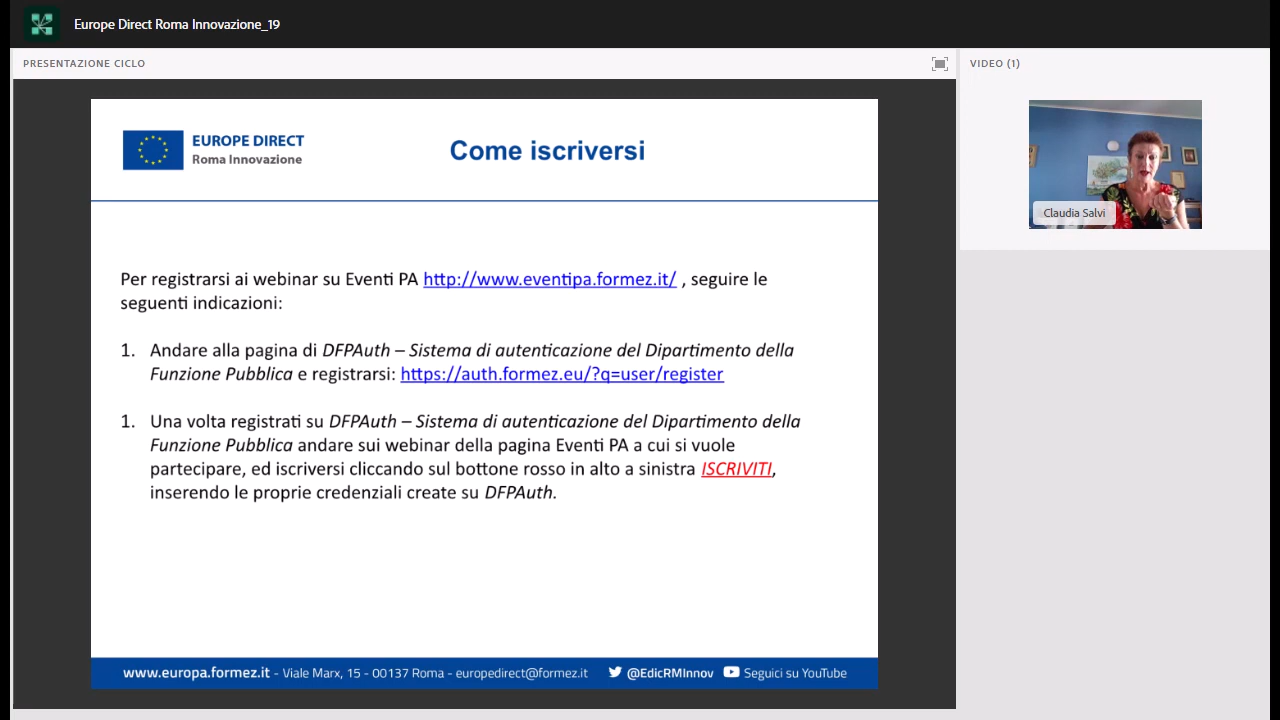 Europe Direct Roma Innovazione_19
PRESENTAZIONE CICLO
VIDEO (1)
EUROPE DIRECT
Roma Innovazione
Come iscriversi
Claudia Salvi
Per registrarsi ai webinar su Eventi PA http://www.eventipa.formez.it/ , seguire le
seguenti indicazioni:
1. Andare alla pagina di DFPAuth – Sistema di autenticazione del Dipartimento della
Funzione Pubblica e registrarsi: https://auth.formez.eu/?q=user/register
1. Una volta registrati su DFPAuth – Sistema di autenticazione del Dipartimento della
Funzione Pubblica andare sui webinar della pagina Eventi PA a cui si vuole
partecipare, ed iscriversi cliccando sul bottone rosso in alto a sinistra ISCRIVITI,
inserendo le proprie credenziali create su DFPAuth.
www.europa.formez.it - Viale Marx, 15 - 00137 Roma - europedirect@formez.it @EdicRMInnov Seguici su YouTube